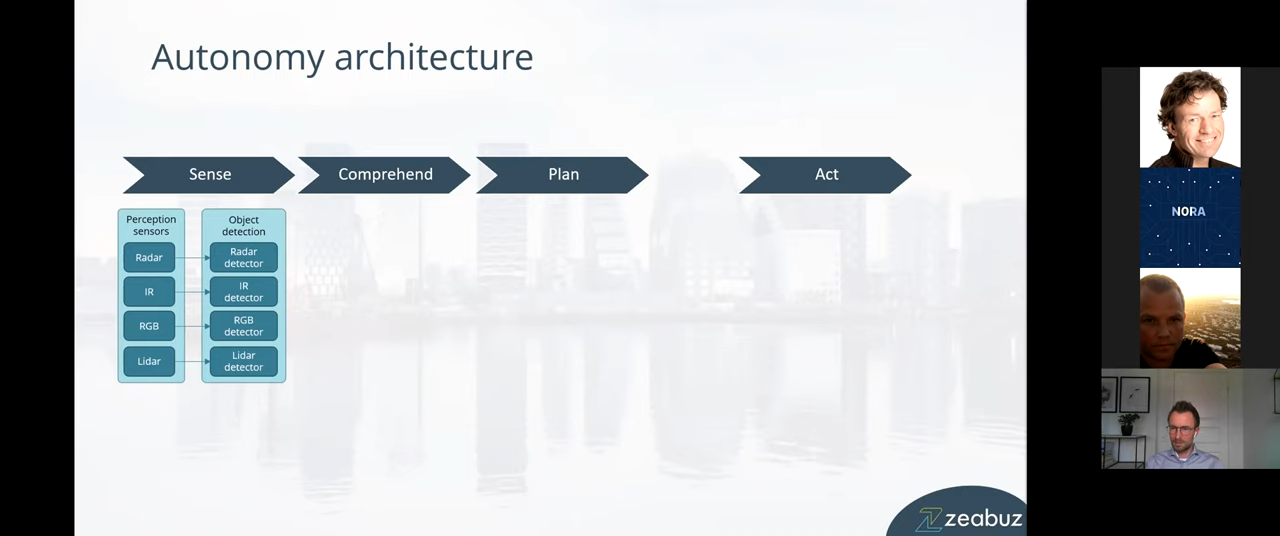 Autonomy architecture
Sense
Comprehend
Plan
Act
Perception
sensors
Radar
IR
RGB
Lidar
Object
detection
Radar
detector
IR
detector
RGB
detector
Lidar
detector
zeabuz
NORA